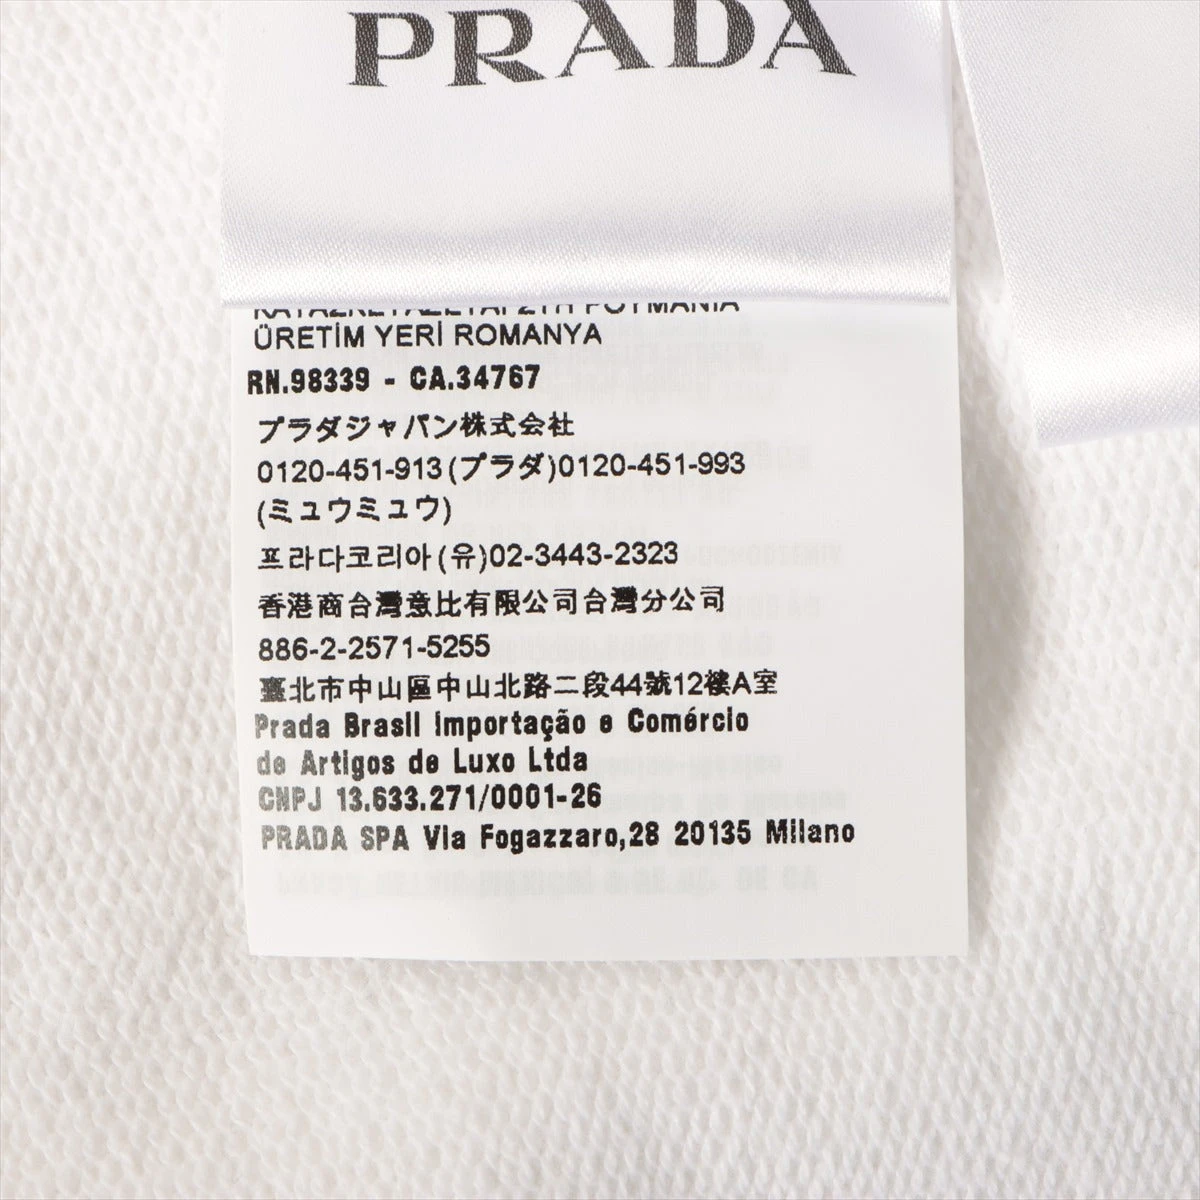 PRADA
ÜRETİM YERİ ROMANYA
RN.98339 - CA.34767
プラダジャパン株式会社
0120-451-913(プラダ)0120-451-993
(ミュウミュウ)
프라다코리아(유)02-3443-2323
香港商台灣意比有限公司台灣分公司
886-2-2571-5255
臺北市中山區中山北路二段44號12樓A室
Prada Brasil Importação e Comércio
de Artigos de Luxo Ltda
CNPJ 13.633.271/0001-26
PRADA SPA Via Fogazzaro,28 20135 Milano